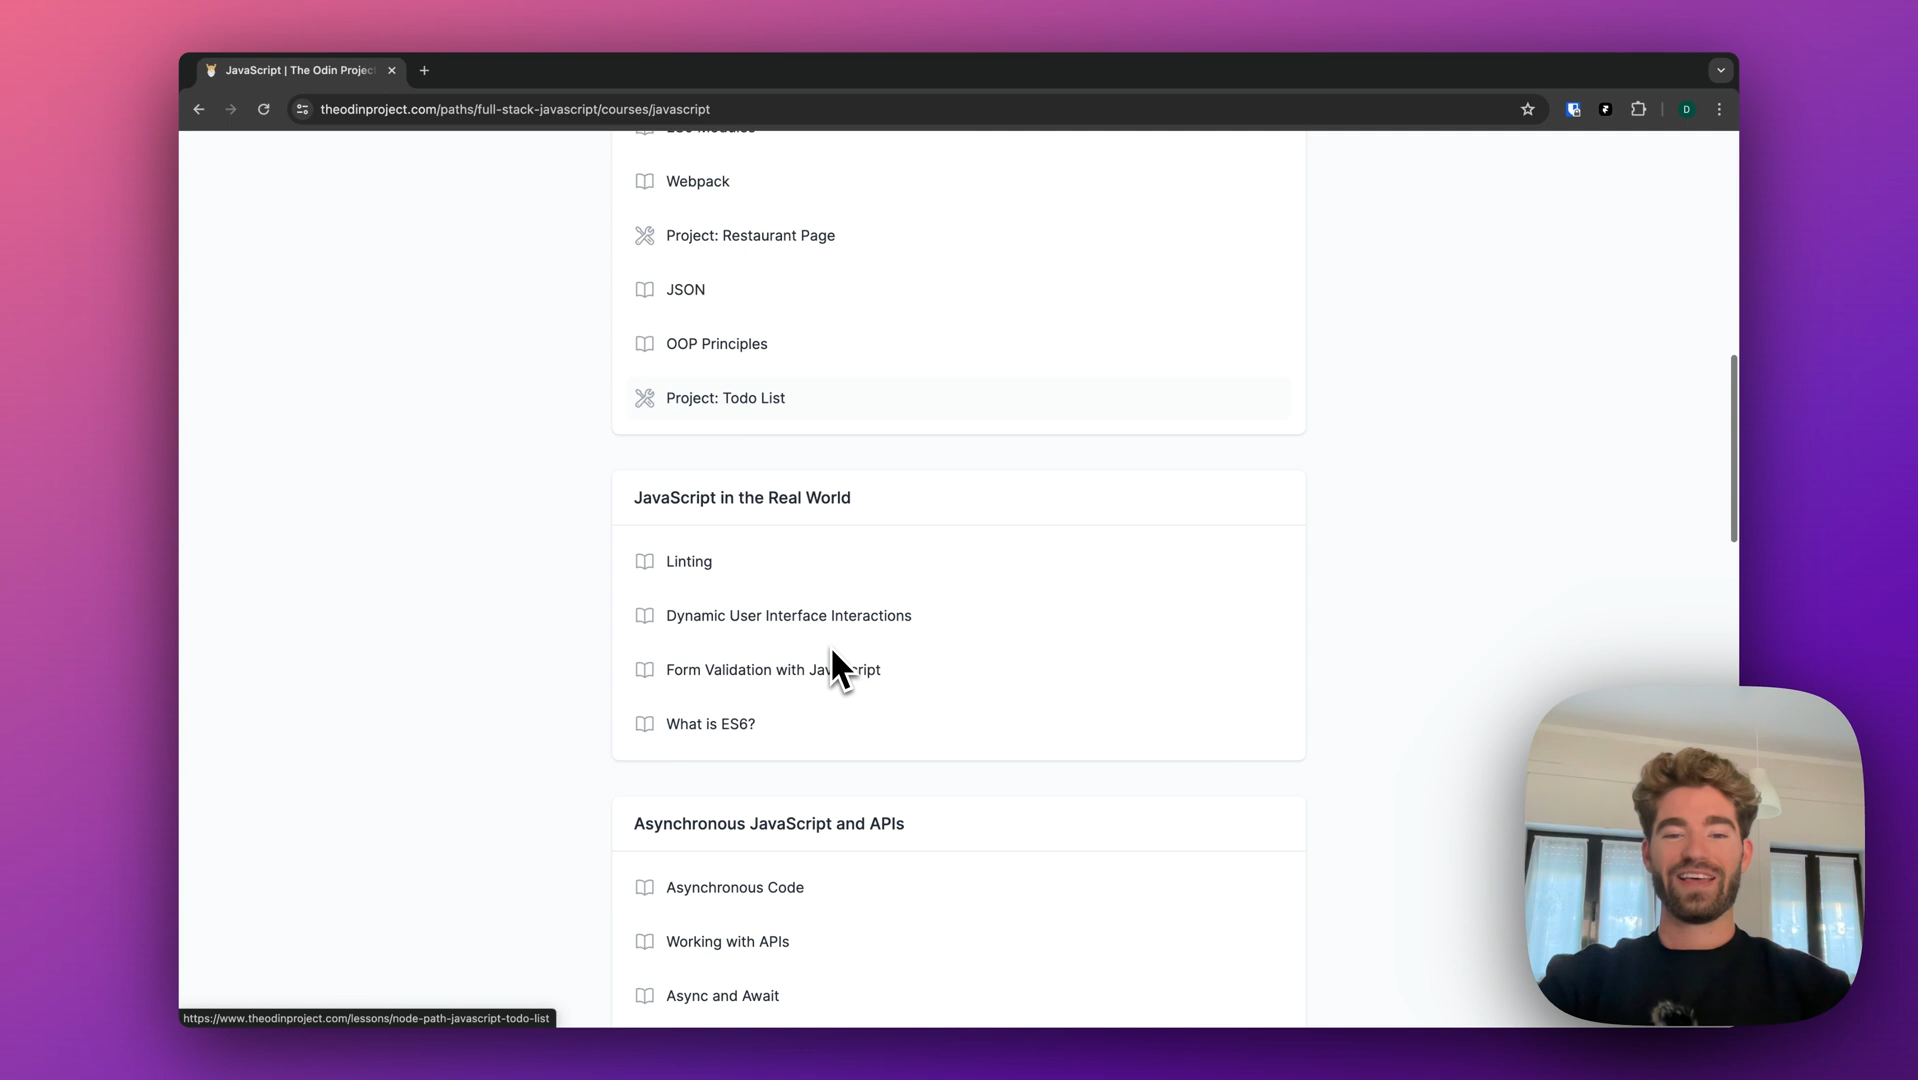 JavaScript | The Odin Projec
theodinproject.com/paths/full-stack-javascript/courses/javascript
D
Webpack
Project: Restaurant Page
JSON
OOP Principles
Project: Todo List
JavaScript in the Real World
Linting
Dynamic User Interface Interactions
Form Validation with JavaScript
What is ES6?
Asynchronous JavaScript and APIs
Asynchronous Code
Working with APIs
Async and Await
https://www.theodinproject.com/lessons/node-path-javascript-todo-list